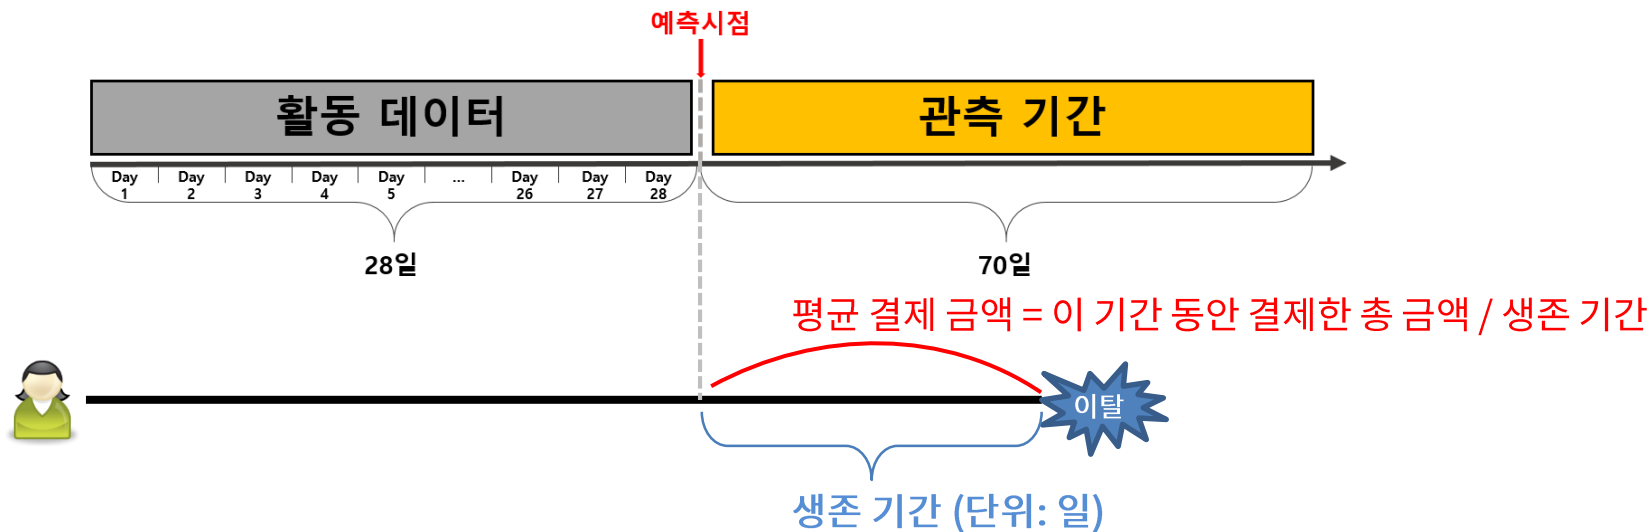 예측시점
활동 데이터
관측 기간
Day 1
Day 2
Day 3
Day 4
Day 5
...
Day 26
Day 27
Day 28
28일
70일
평균 결제 금액 = 이 기간 동안 결제한 총 금액 / 생존 기간
이탈
생존 기간 (단위: 일)